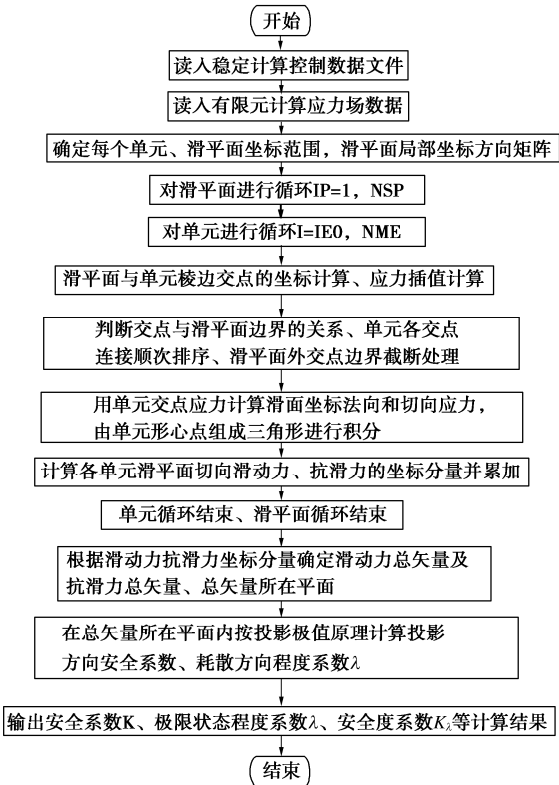 开始
读入稳定计算控制数据文件
读入有限元计算应力场数据
确定每个单元、滑平面坐标范围，滑平面局部坐标方向矩阵
对滑平面进行循环IP=1，NSP
对单元进行循环I=IE0，NME
滑平面与单元棱边交点的坐标计算、应力插值计算
判断交点与滑平面边界的关系、单元各交点
连接顺次排序、滑平面外交点边界截断处理
用单元交点应力计算滑面坐标法向和切向应力，
由单元形心点组成三角形进行积分
计算各单元滑平面切向滑动力、抗滑力的坐标分量并累加
单元循环结束、滑平面循环结束
根据滑动力抗滑力坐标分量确定滑动力总矢量及
抗滑力总矢量、总矢量所在平面
在总矢量所在平面内按投影极值原理计算投影
方向安全系数、耗散方向程度系数λ
输出安全系数K、极限状态程度系数λ、安全度系数Kλ等计算结果
结束